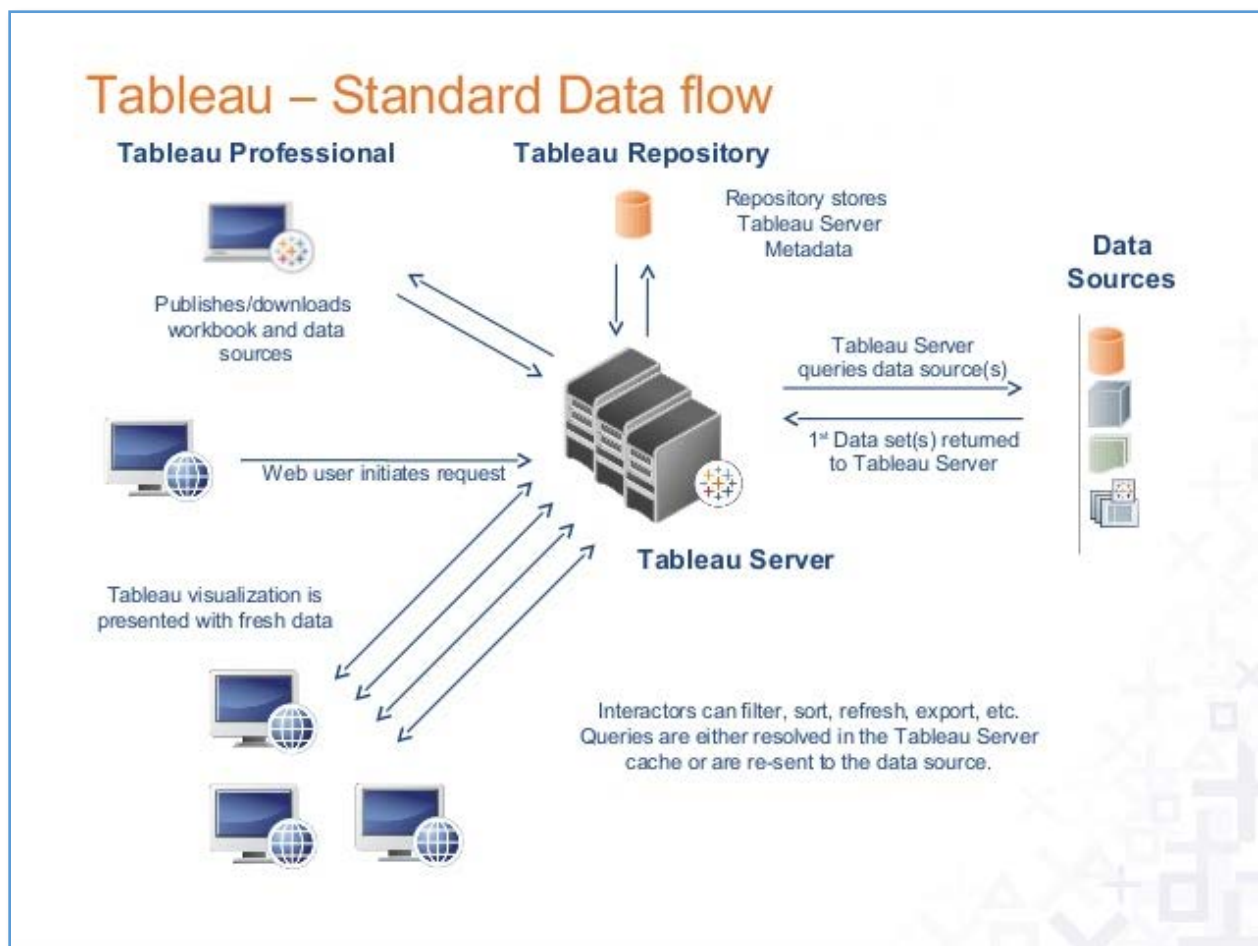 Tableau – Standard Data flow
Tableau Professional
Tableau Repository
Repository stores
Tableau Server
Metadata
Data
Sources
Publishes/downloads
workbook and data
sources
Tableau Server
queries data source(s)
1st Data set(s) returned
to Tableau Server
Web user initiates request
Tableau Server
Tableau visualization is
presented with fresh data
Interactors can filter, sort, refresh, export, etc.
Queries are either resolved in the Tableau Server
cache or are re-sent to the data source.